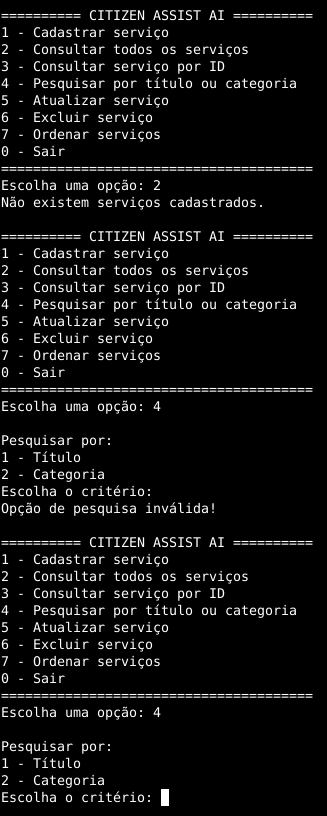 ========== CITIZEN ASSIST AI ==========
1 - Cadastrar serviço
2 - Consultar todos os serviços
3 - Consultar serviço por ID
4 - Pesquisar por título ou categoria
5 - Atualizar serviço
6 - Excluir serviço
7 - Ordenar serviços
0 - Sair
=======================================
Escolha uma opção: 2
Não existem serviços cadastrados.

========== CITIZEN ASSIST AI ==========
1 - Cadastrar serviço
2 - Consultar todos os serviços
3 - Consultar serviço por ID
4 - Pesquisar por título ou categoria
5 - Atualizar serviço
6 - Excluir serviço
7 - Ordenar serviços
0 - Sair
=======================================
Escolha uma opção: 4

Pesquisar por:
1 - Título
2 - Categoria
Escolha o critério:
Opção de pesquisa inválida!

========== CITIZEN ASSIST AI ==========
1 - Cadastrar serviço
2 - Consultar todos os serviços
3 - Consultar serviço por ID
4 - Pesquisar por título ou categoria
5 - Atualizar serviço
6 - Excluir serviço
7 - Ordenar serviços
0 - Sair
=======================================
Escolha uma opção: 4

Pesquisar por:
1 - Título
2 - Categoria
Escolha o critério: